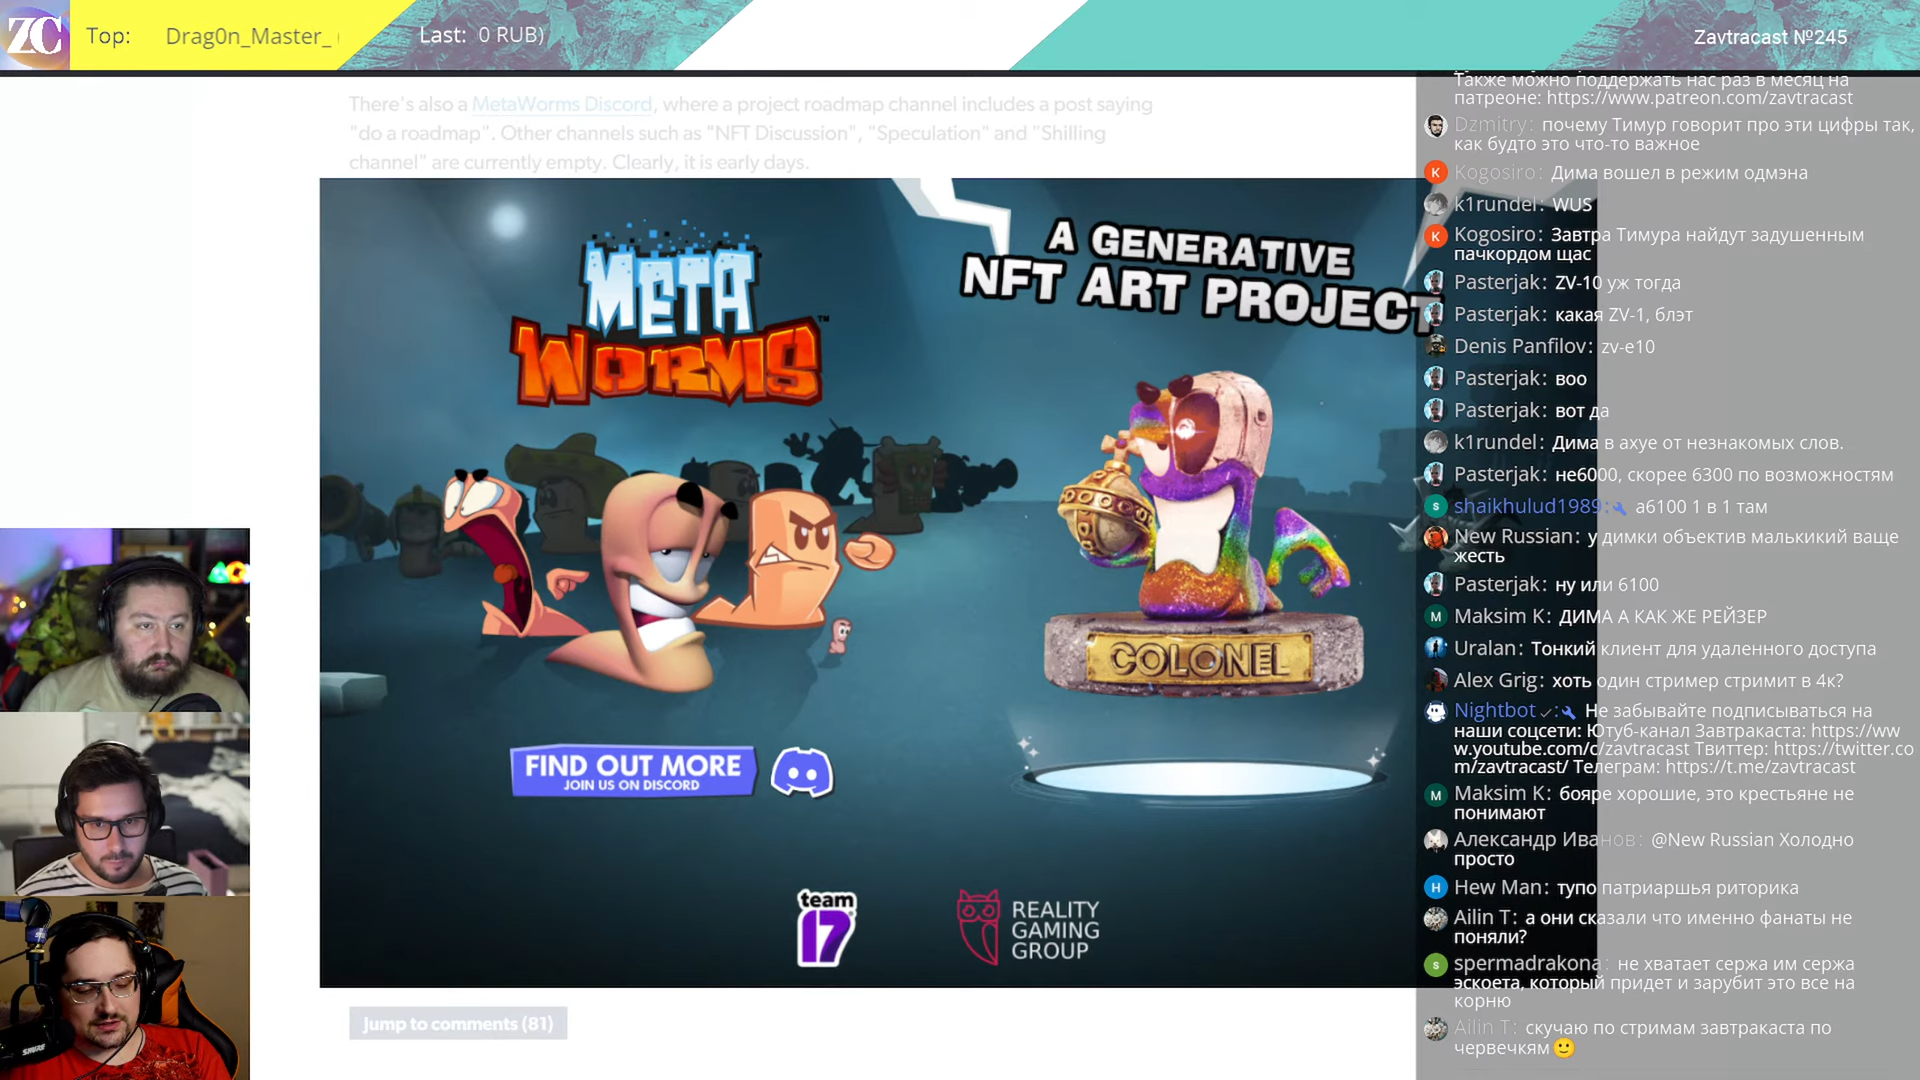 ZC
Top: Drag0n_Master_
Last: 0 RUB)
Zavtracast №245
There's also a MetaWorms Discord, where a project roadmap channel includes a post saying
"do a roadmap". Other channels such as "NFT Discussion", "Speculation" and "Shilling
channel" are currently empty. Clearly, it is early days.
META
WORMS™
A GENERATIVE
NFT ART PROJECT
COLONEL
FIND OUT MORE
JOIN US ON DISCORD
team
17
REALITY
GAMING
GROUP
Jump to comments (81)
SHURE
Также можно поддержать нас раз в месяц на
патреоне: https://www.patreon.com/zavtracast
Dzmitry: почему Тимур говорит про эти цифры так,
как будто это что-то важное
K Kogosiro: Дима вошел в режим одмэна
k1rundel: WUS
K Kogosiro: Завтра Тимура найдут задушенным
пачкордом щас
Pasterjak: ZV-10 уж тогда
Pasterjak: какая ZV-1, блэт
Denis Panfilov: zv-e10
Pasterjak: воо
Pasterjak: вот да
k1rundel: Дима в ахуе от незнакомых слов.
Pasterjak: не6000, скорее 6300 по возможностям
s shaikhulud1989: а6100 1 в 1 там
New Russian: у димки объектив малькикий ваще
жесть
Pasterjak: ну или 6100
M Maksim K: ДИМА А КАК ЖЕ РЕЙЗЕР
Uralan: Тонкий клиент для удаленного доступа
Alex Grig: хоть один стример стримит в 4к?
Nightbot: Не забывайте подписываться на
наши соцсети: Ютуб-канал Завтракаста: https://ww
w.youtube.com/c/zavtracast Твиттер: https://twitter.co
m/zavtracast/ Телеграм: https://t.me/zavtracast
M Maksim K: бояре хорошие, это крестьяне не
понимают
Александр Иванов: @New Russian Холодно
просто
H Hew Man: тупо патриаршья риторика
Ailin T: а они сказали что именно фанаты не
поняли?
s spermadrakona: не хватает сержа им сержа
эскоета, который придет и зарубит это все на
корню
Ailin T: скучаю по стримам завтракаста по
червечкям🙂